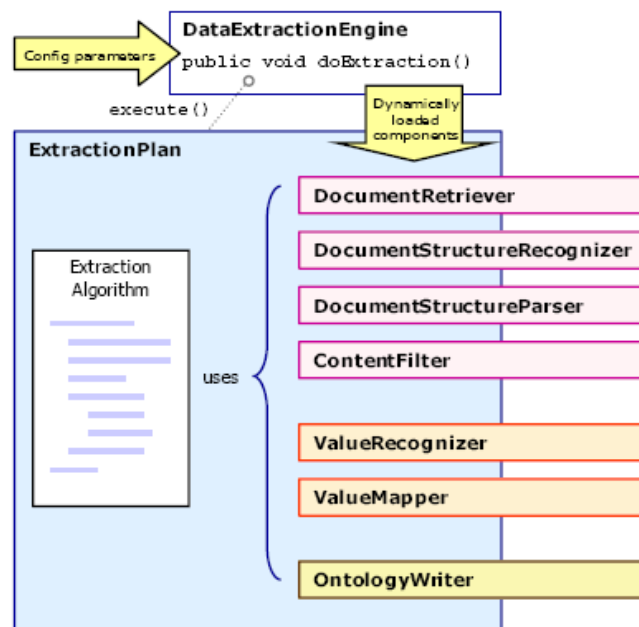 DataExtractionEngine
public void doExtraction()
Config parameters
execute()
Dynamically
loaded
components
ExtractionPlan
DocumentRetriever
DocumentStructureRecognizer
DocumentStructureParser
ContentFilter
Extraction
Algorithm
uses
ValueRecognizer
ValueMapper
OntologyWriter